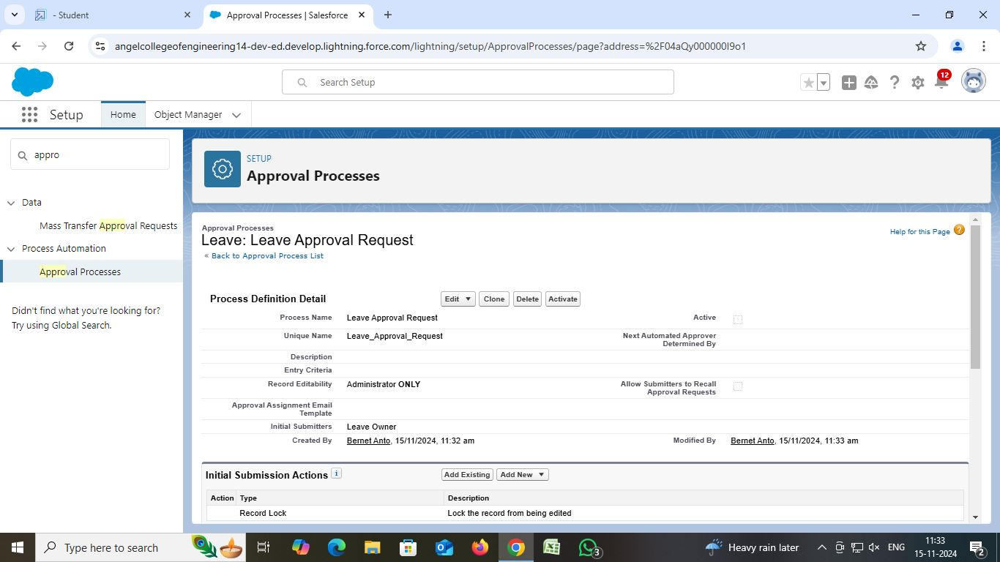 - Student
Approval Processes | Salesforce
angelcollegeofengineering14-dev-ed.develop.lightning.force.com/lightning/setup/ApprovalProcesses/page?address=%2F04aQy000000I9o1
Search Setup
12
Setup
Home
Object Manager
appro
Data
Mass Transfer Approval Requests
Process Automation
Approval Processes
Didn't find what you're looking for?
Try using Global Search.
SETUP
Approval Processes
Approval Processes
Leave: Leave Approval Request
« Back to Approval Process List
Help for this Page ?
Process Definition Detail Edit Clone Delete Activate
Process Name Leave Approval Request Active
Unique Name Leave_Approval_Request Next Automated Approver
Determined By
Description
Entry Criteria
Record Editability Administrator ONLY Allow Submitters to Recall
Approval Requests
Approval Assignment Email
Template
Initial Submitters Leave Owner
Created By Bernet Anto, 15/11/2024, 11:32 am Modified By Bernet Anto, 15/11/2024, 11:33 am
Initial Submission Actions i Add Existing Add New
Action Type Description
Record Lock Lock the record from being edited
Type here to search
3
Heavy rain later
ENG
11:33
15-11-2024
2